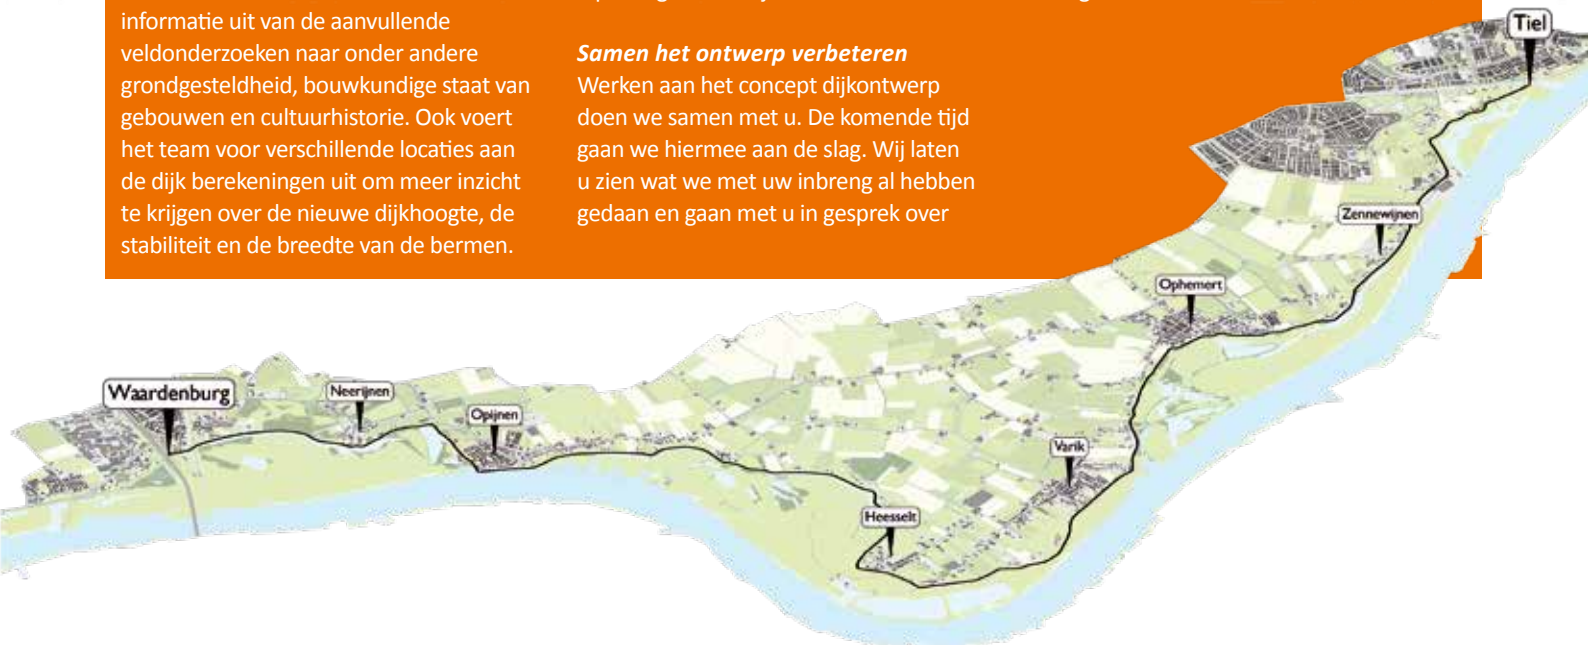 informatie uit van de aanvullende
veldonderzoeken naar onder andere
grondgesteldheid, bouwkundige staat van
gebouwen en cultuurhistorie. Ook voert
het team voor verschillende locaties aan
de dijk berekeningen uit om meer inzicht
te krijgen over de nieuwe dijkhoogte, de
stabiliteit en de breedte van de bermen.
Samen het ontwerp verbeteren
Werken aan het concept dijkontwerp
doen we samen met u. De komende tijd
gaan we hiermee aan de slag. Wij laten
u zien wat we met uw inbreng al hebben
gedaan en gaan met u in gesprek over
Tiel
Zennewijnen
Ophemert
Waardenburg
Neerijnen
Opijnen
Varik
Heesselt